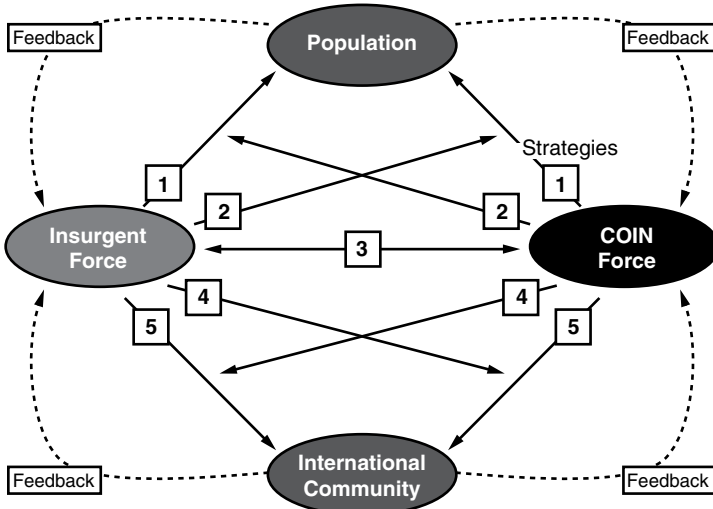 Feedback
Population
Feedback
Strategies
1
1
2
2
Insurgent
Force
3
COIN
Force
4
4
5
5
Feedback
International
Community
Feedback